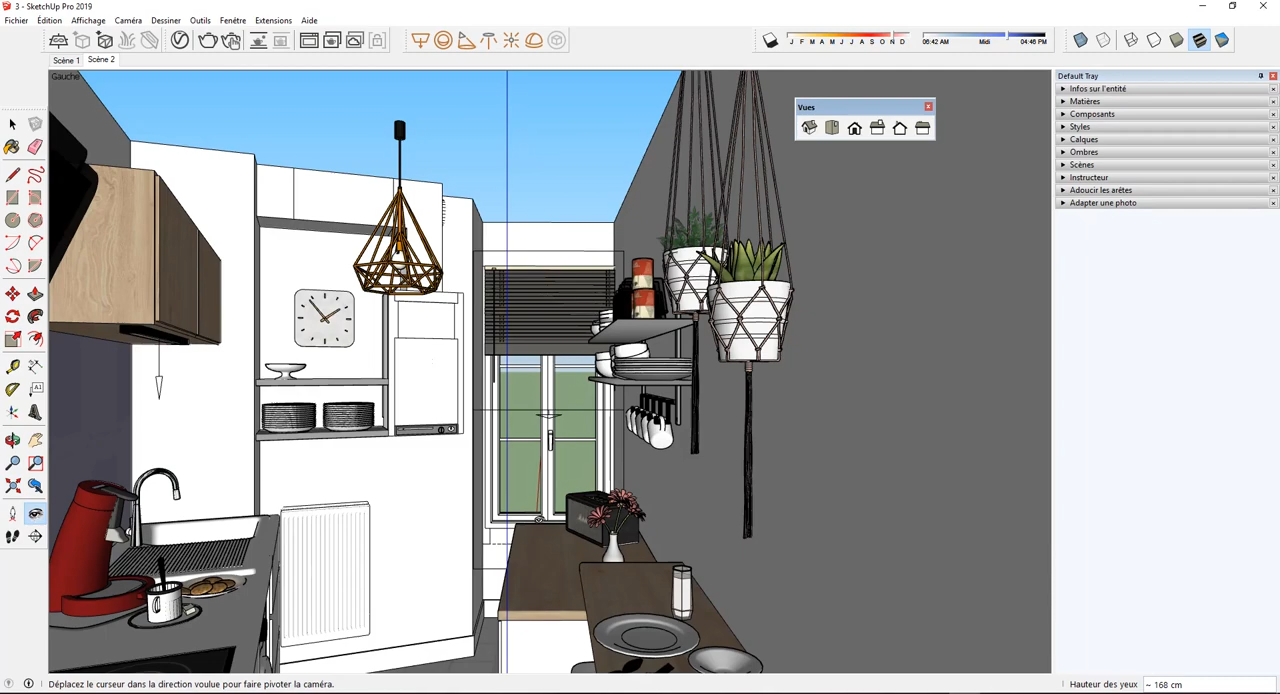 3 - SketchUp Pro 2019
Fichier Édition Affichage Caméra Dessiner Outils Fenêtre Extensions Aide
J F M A M J J A S O N D
06:42 AM Midi 04:46 PM
Scène 1 Scène 2
Gauche
Default Tray
Infos sur l'entité
Matières
Composants
Styles
Calques
Ombres
Scènes
Instructeur
Adoucir les arêtes
Adapter une photo
Vues
A1
Déplacez le curseur dans la direction voulue pour faire pivoter la caméra.
Hauteur des yeux ~ 168 cm